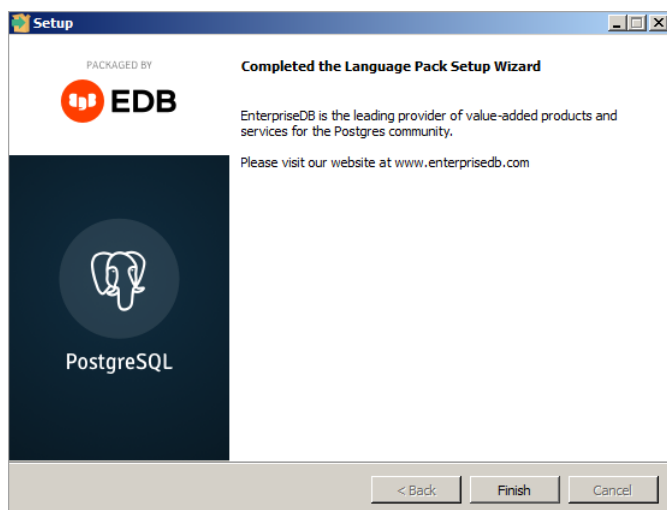 Setup
PACKAGED BY
EDB
Completed the Language Pack Setup Wizard
EnterpriseDB is the leading provider of value-added products and
services for the Postgres community.
Please visit our website at www.enterprisedb.com
PostgreSQL
< Back
Finish
Cancel